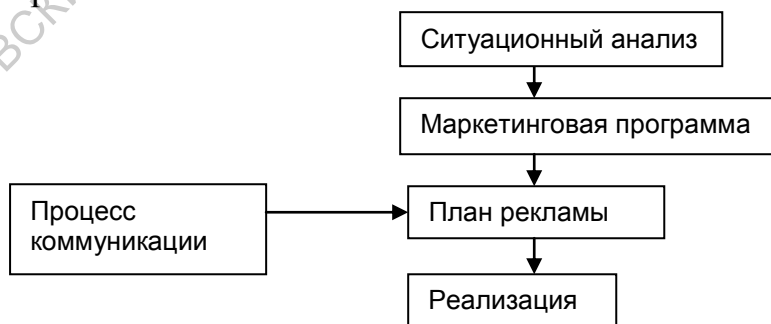 Ситуационный анализ
Маркетинговая программа
Процесс
коммуникации
План рекламы
Реализация